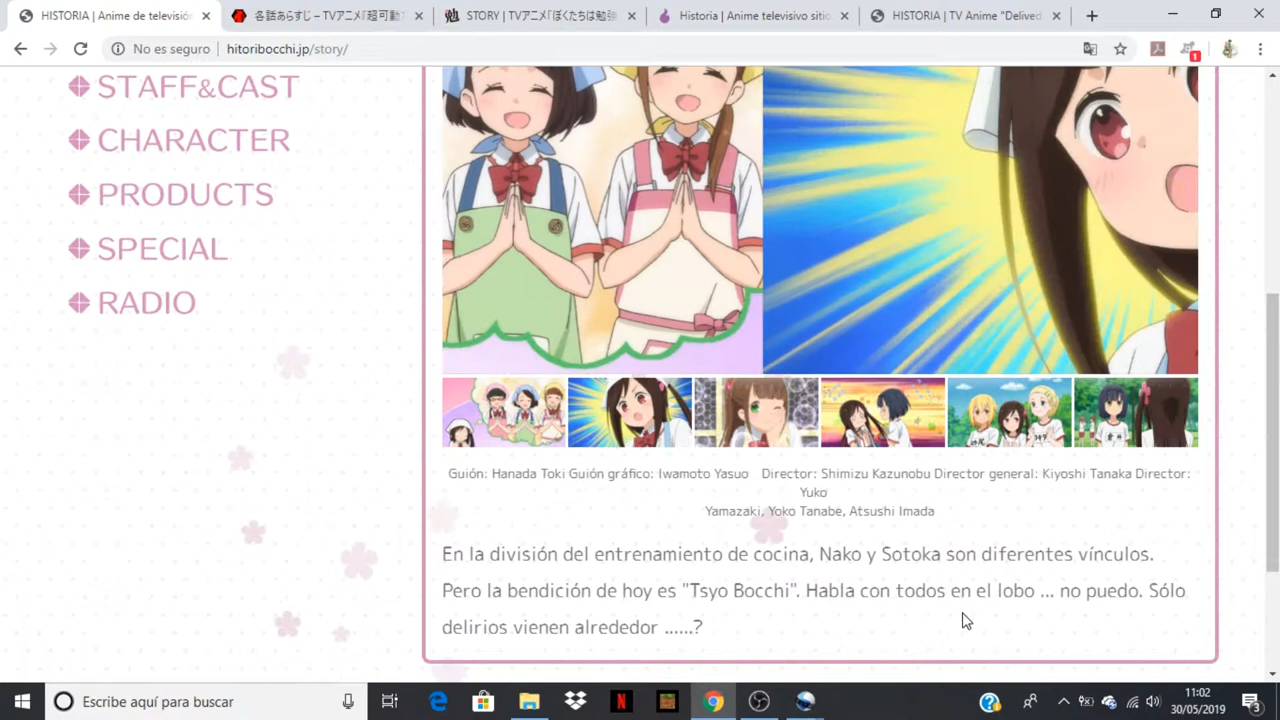 HISTORIA | Anime de televisión
各話あらすじ – TVアニメ「超可動
STORY | TVアニメ「ぼくたちは勉強
Historia | Anime televisivo sitio
HISTORIA | TV Anime "Delived
No es seguro
hitoribocchi.jp/story/
1
STAFF&CAST
CHARACTER
PRODUCTS
SPECIAL
RADIO
Guión: Hanada Toki Guión gráfico: Iwamoto Yasuo Director: Shimizu Kazunobu Director general: Kiyoshi Tanaka Director:
Yuko
Yamazaki, Yoko Tanabe, Atsushi Imada
En la división del entrenamiento de cocina, Nako y Sotoka son diferentes vínculos.
Pero la bendición de hoy es "Tsyo Bocchi". Habla con todos en el lobo ... no puedo. Sólo
delirios vienen alrededor ......?
Escribe aquí para buscar
11:02
30/05/2019
3